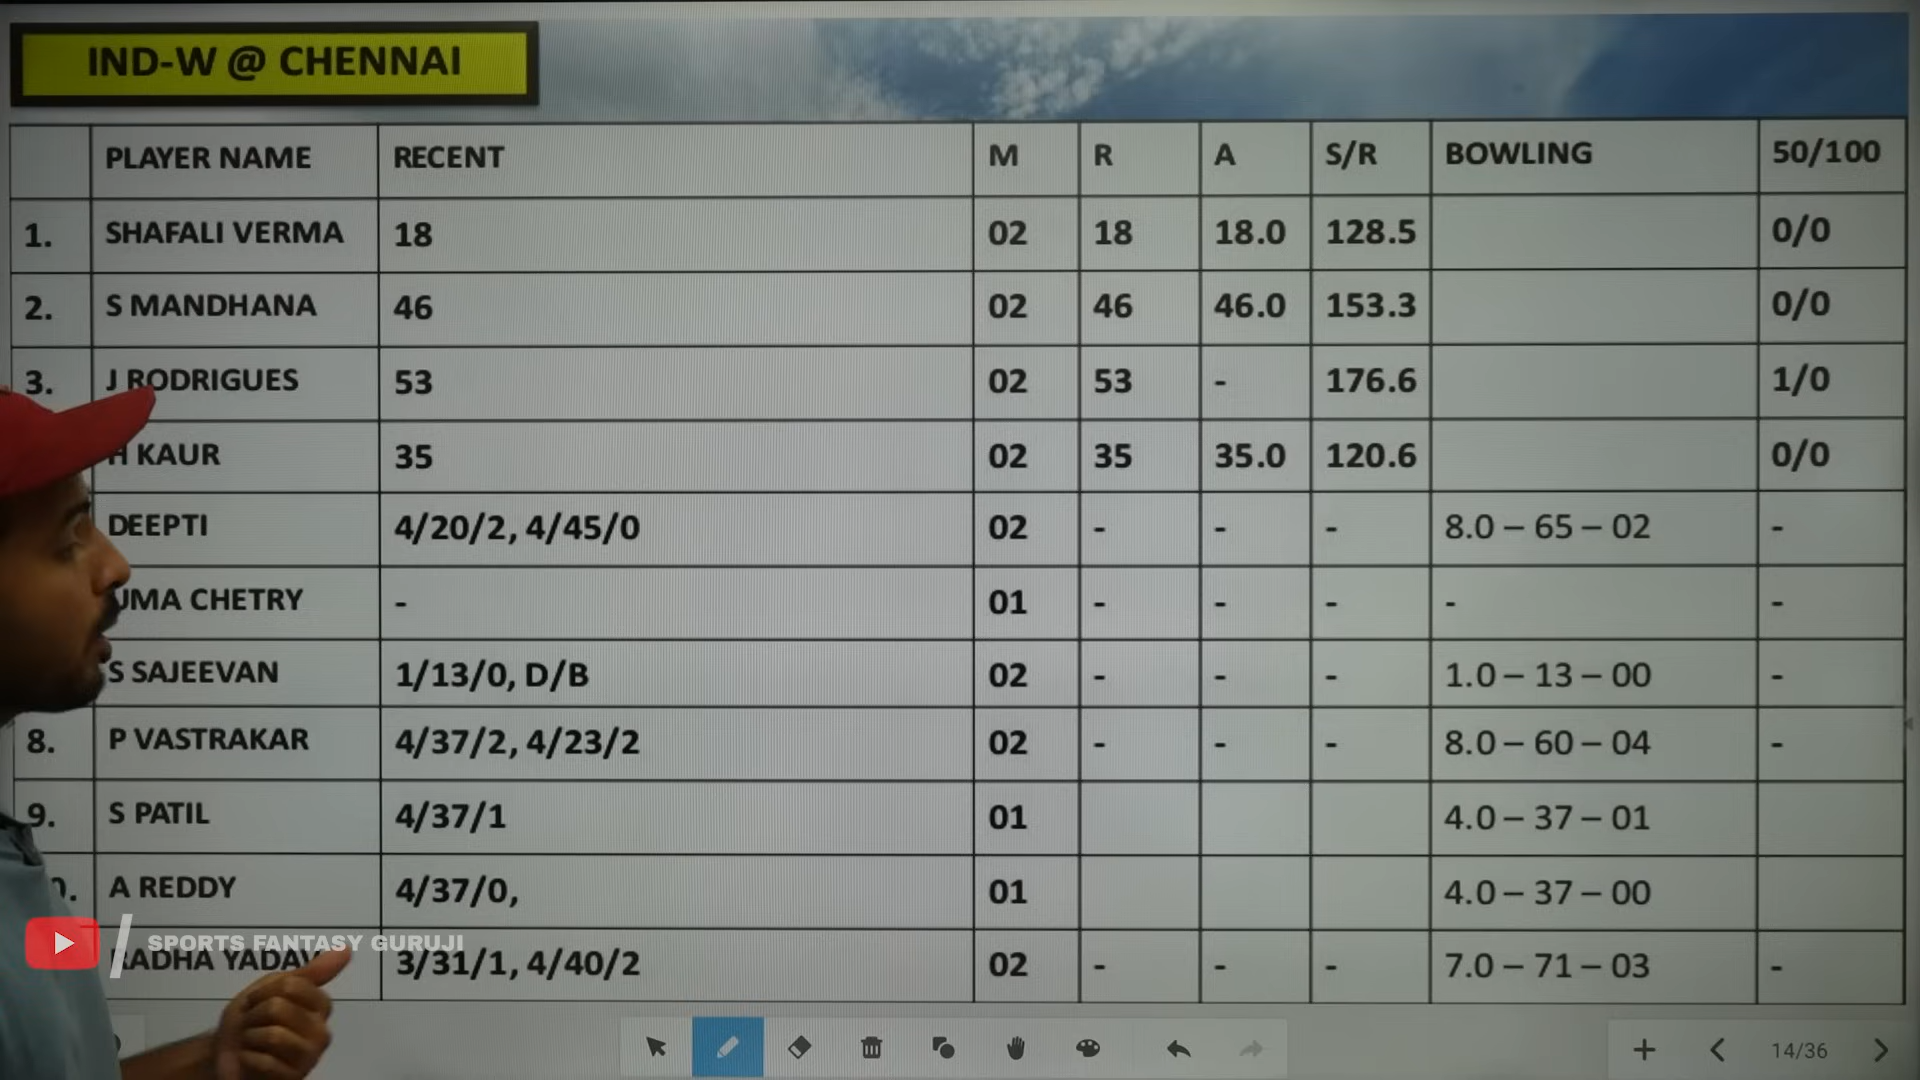 IND-W @ CHENNAI
PLAYER NAME RECENT M R A S/R BOWLING 50/100
1. SHAFALI VERMA 18 02 18 18.0 128.5 0/0
2. S MANDHANA 46 02 46 46.0 153.3 0/0
3. J RODRIGUES 53 02 53 - 176.6 1/0
H KAUR 35 02 35 35.0 120.6 0/0
DEEPTI 4/20/2, 4/45/0 02 - - - 8.0 – 65 – 02 -
UMA CHETRY - 01 - - - - -
S SAJEEVAN 1/13/0, D/B 02 - - - 1.0 – 13 – 00 -
8. P VASTRAKAR 4/37/2, 4/23/2 02 - - - 8.0 – 60 – 04 -
9. S PATIL 4/37/1 01 4.0 – 37 – 01
0. A REDDY 4/37/0, 01 4.0 – 37 – 00
SPORTS FANTASY GURUJI
RADHA YADAV 3/31/1, 4/40/2 02 - - - 7.0 – 71 – 03 -
14/36